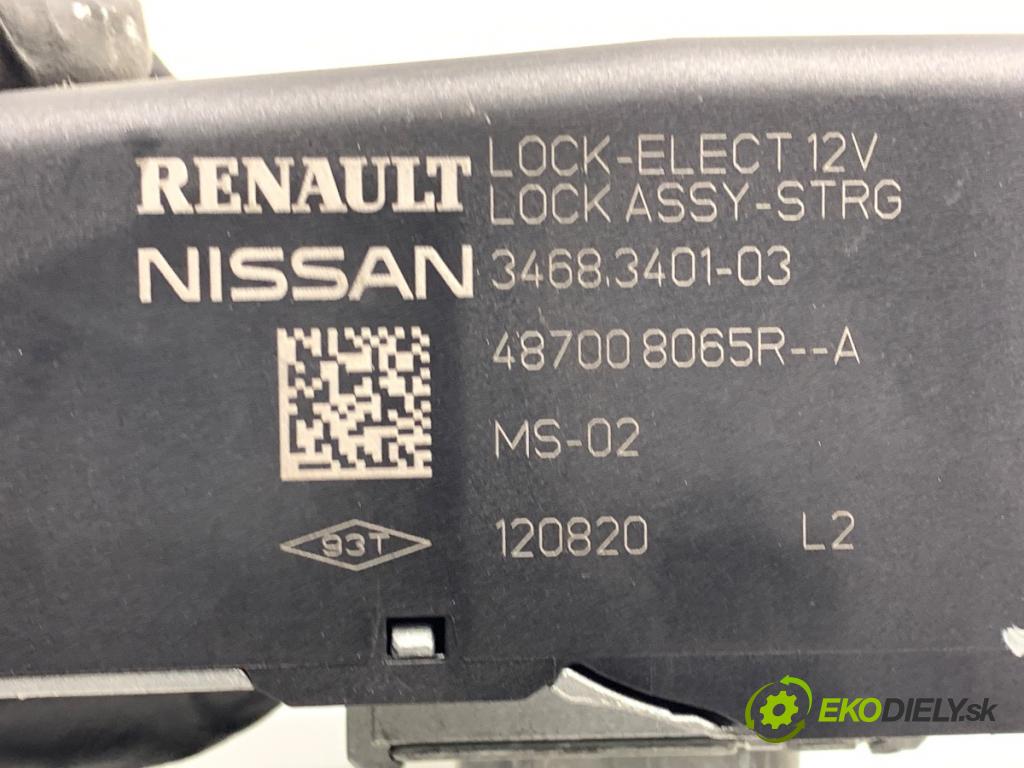 RENAULT LOCK-ELECT 12V
LOCK ASSY-STRG
NISSAN 3468.3401-03
48700 8065R--A
MS-02
93T 120820 L2
EKODIELY.sk